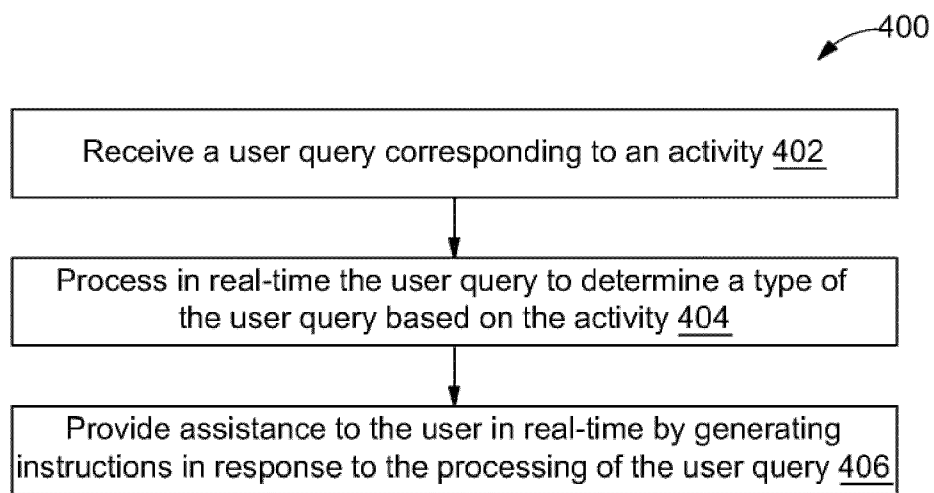 400
Receive a user query corresponding to an activity 402
Process in real-time the user query to determine a type of
the user query based on the activity 404
Provide assistance to the user in real-time by generating
instructions in response to the processing of the user query 406